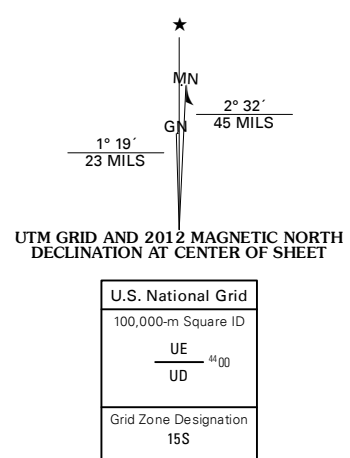 ★
MN
GN
2° 32´
45 MILS
1° 19´
23 MILS
UTM GRID AND 2012 MAGNETIC NORTH
DECLINATION AT CENTER OF SHEET
U.S. National Grid
100,000-m Square ID
UE
4400
UD
Grid Zone Designation
15S